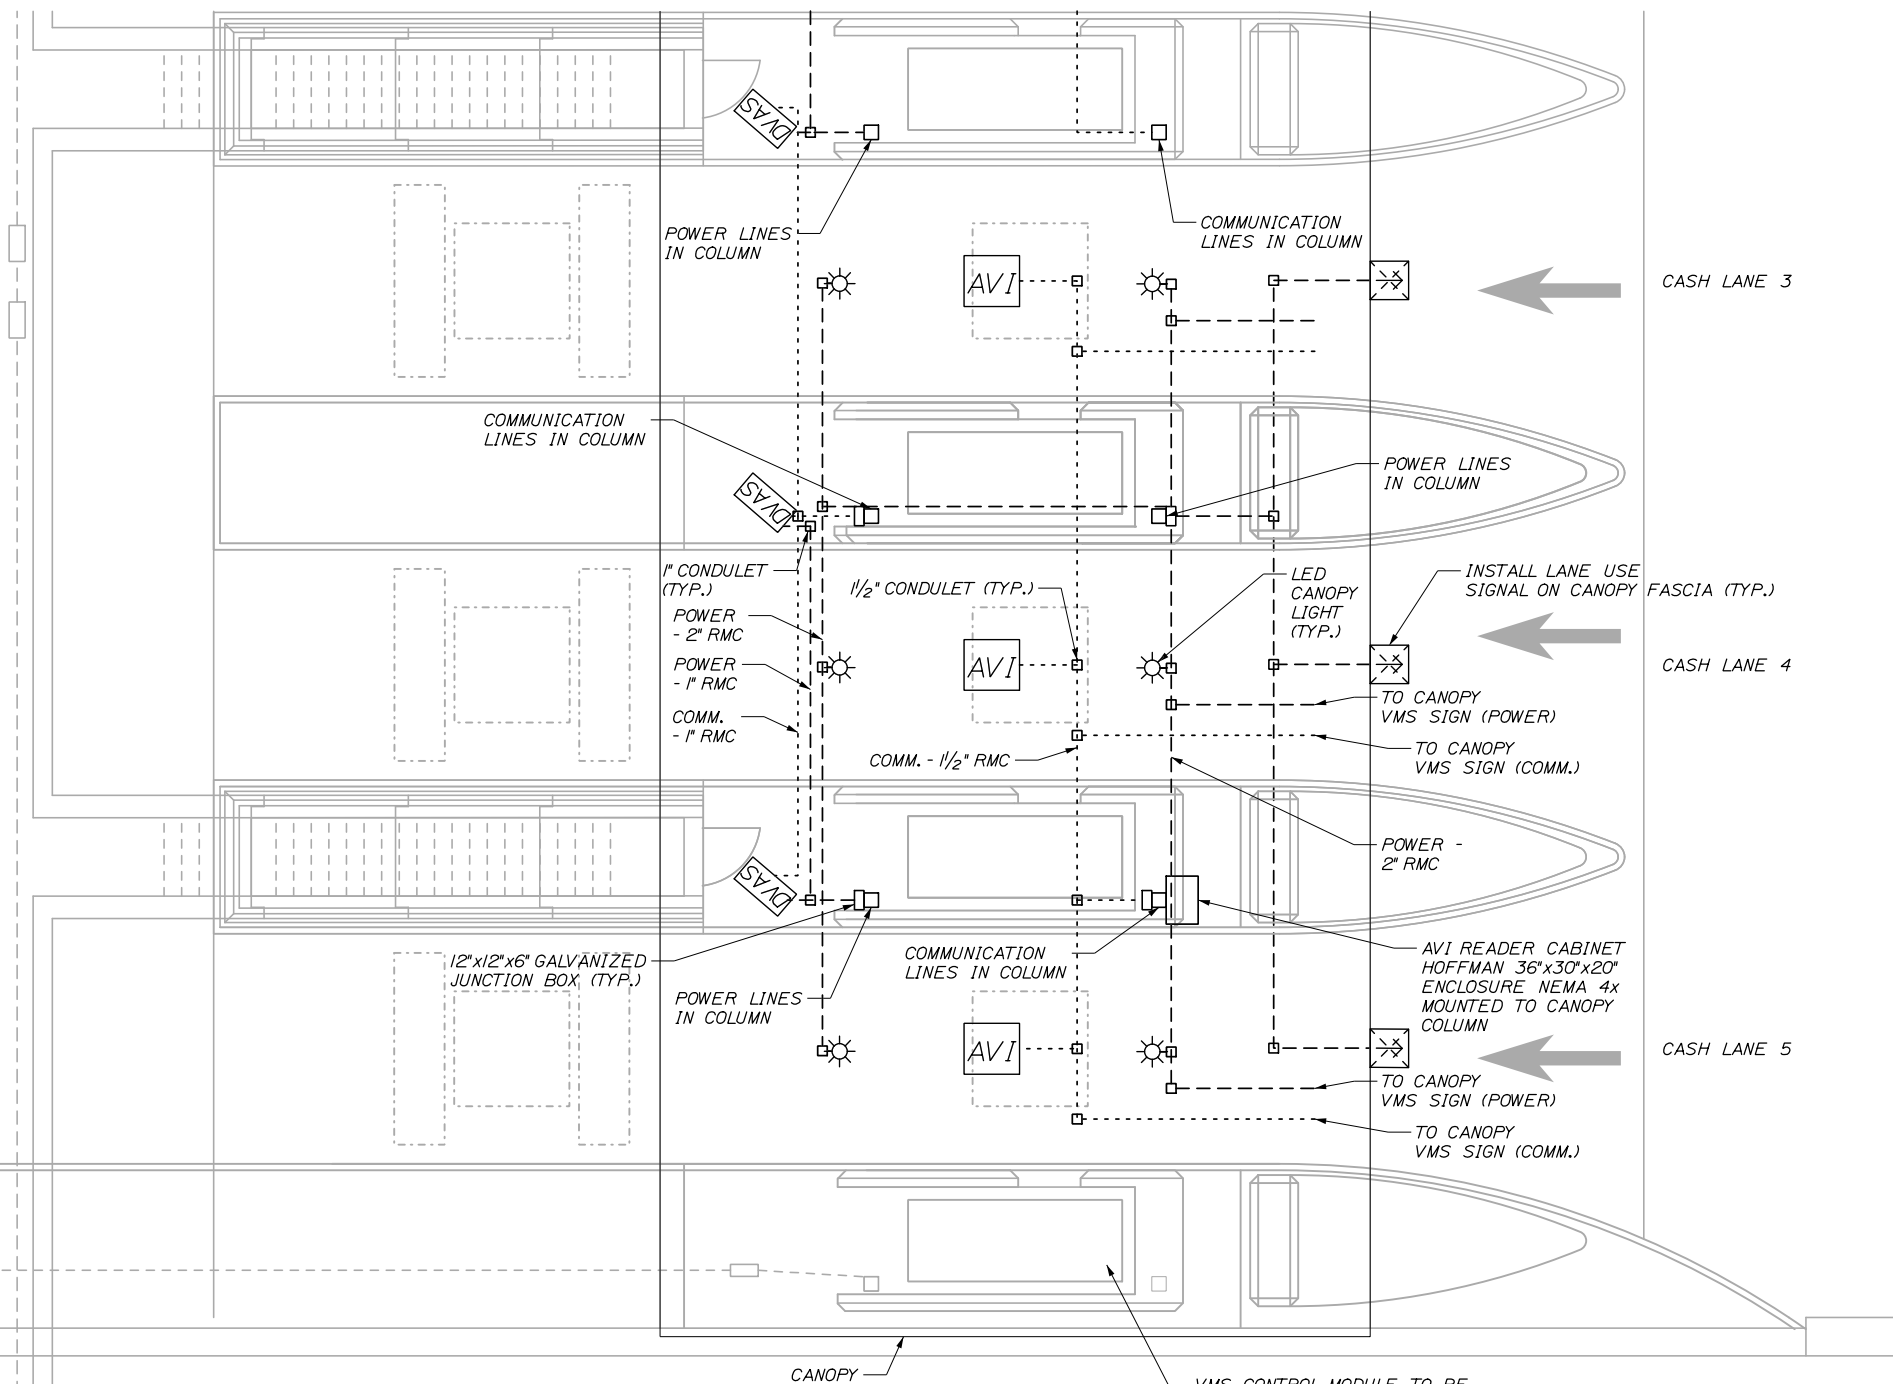 DVAS
POWER LINES
IN COLUMN
COMMUNICATION
LINES IN COLUMN
AVI
CASH LANE 3
COMMUNICATION
LINES IN COLUMN
POWER LINES
IN COLUMN
DVAS
1" CONDULET
(TYP.)
1½" CONDULET (TYP.)
LED
CANOPY
LIGHT
(TYP.)
INSTALL LANE USE
SIGNAL ON CANOPY FASCIA (TYP.)
POWER
- 2" RMC
POWER
- 1" RMC
COMM.
- 1" RMC
AVI
CASH LANE 4
TO CANOPY
VMS SIGN (POWER)
TO CANOPY
VMS SIGN (COMM.)
COMM. - 1½" RMC
POWER -
2" RMC
DVAS
12"x12"x6" GALVANIZED
JUNCTION BOX (TYP.)
POWER LINES
IN COLUMN
COMMUNICATION
LINES IN COLUMN
AVI READER CABINET
HOFFMAN 36"x30"x20"
ENCLOSURE NEMA 4x
MOUNTED TO CANOPY
COLUMN
AVI
CASH LANE 5
TO CANOPY
VMS SIGN (POWER)
TO CANOPY
VMS SIGN (COMM.)
CANOPY
VMS CONTROL MODULE TO BE